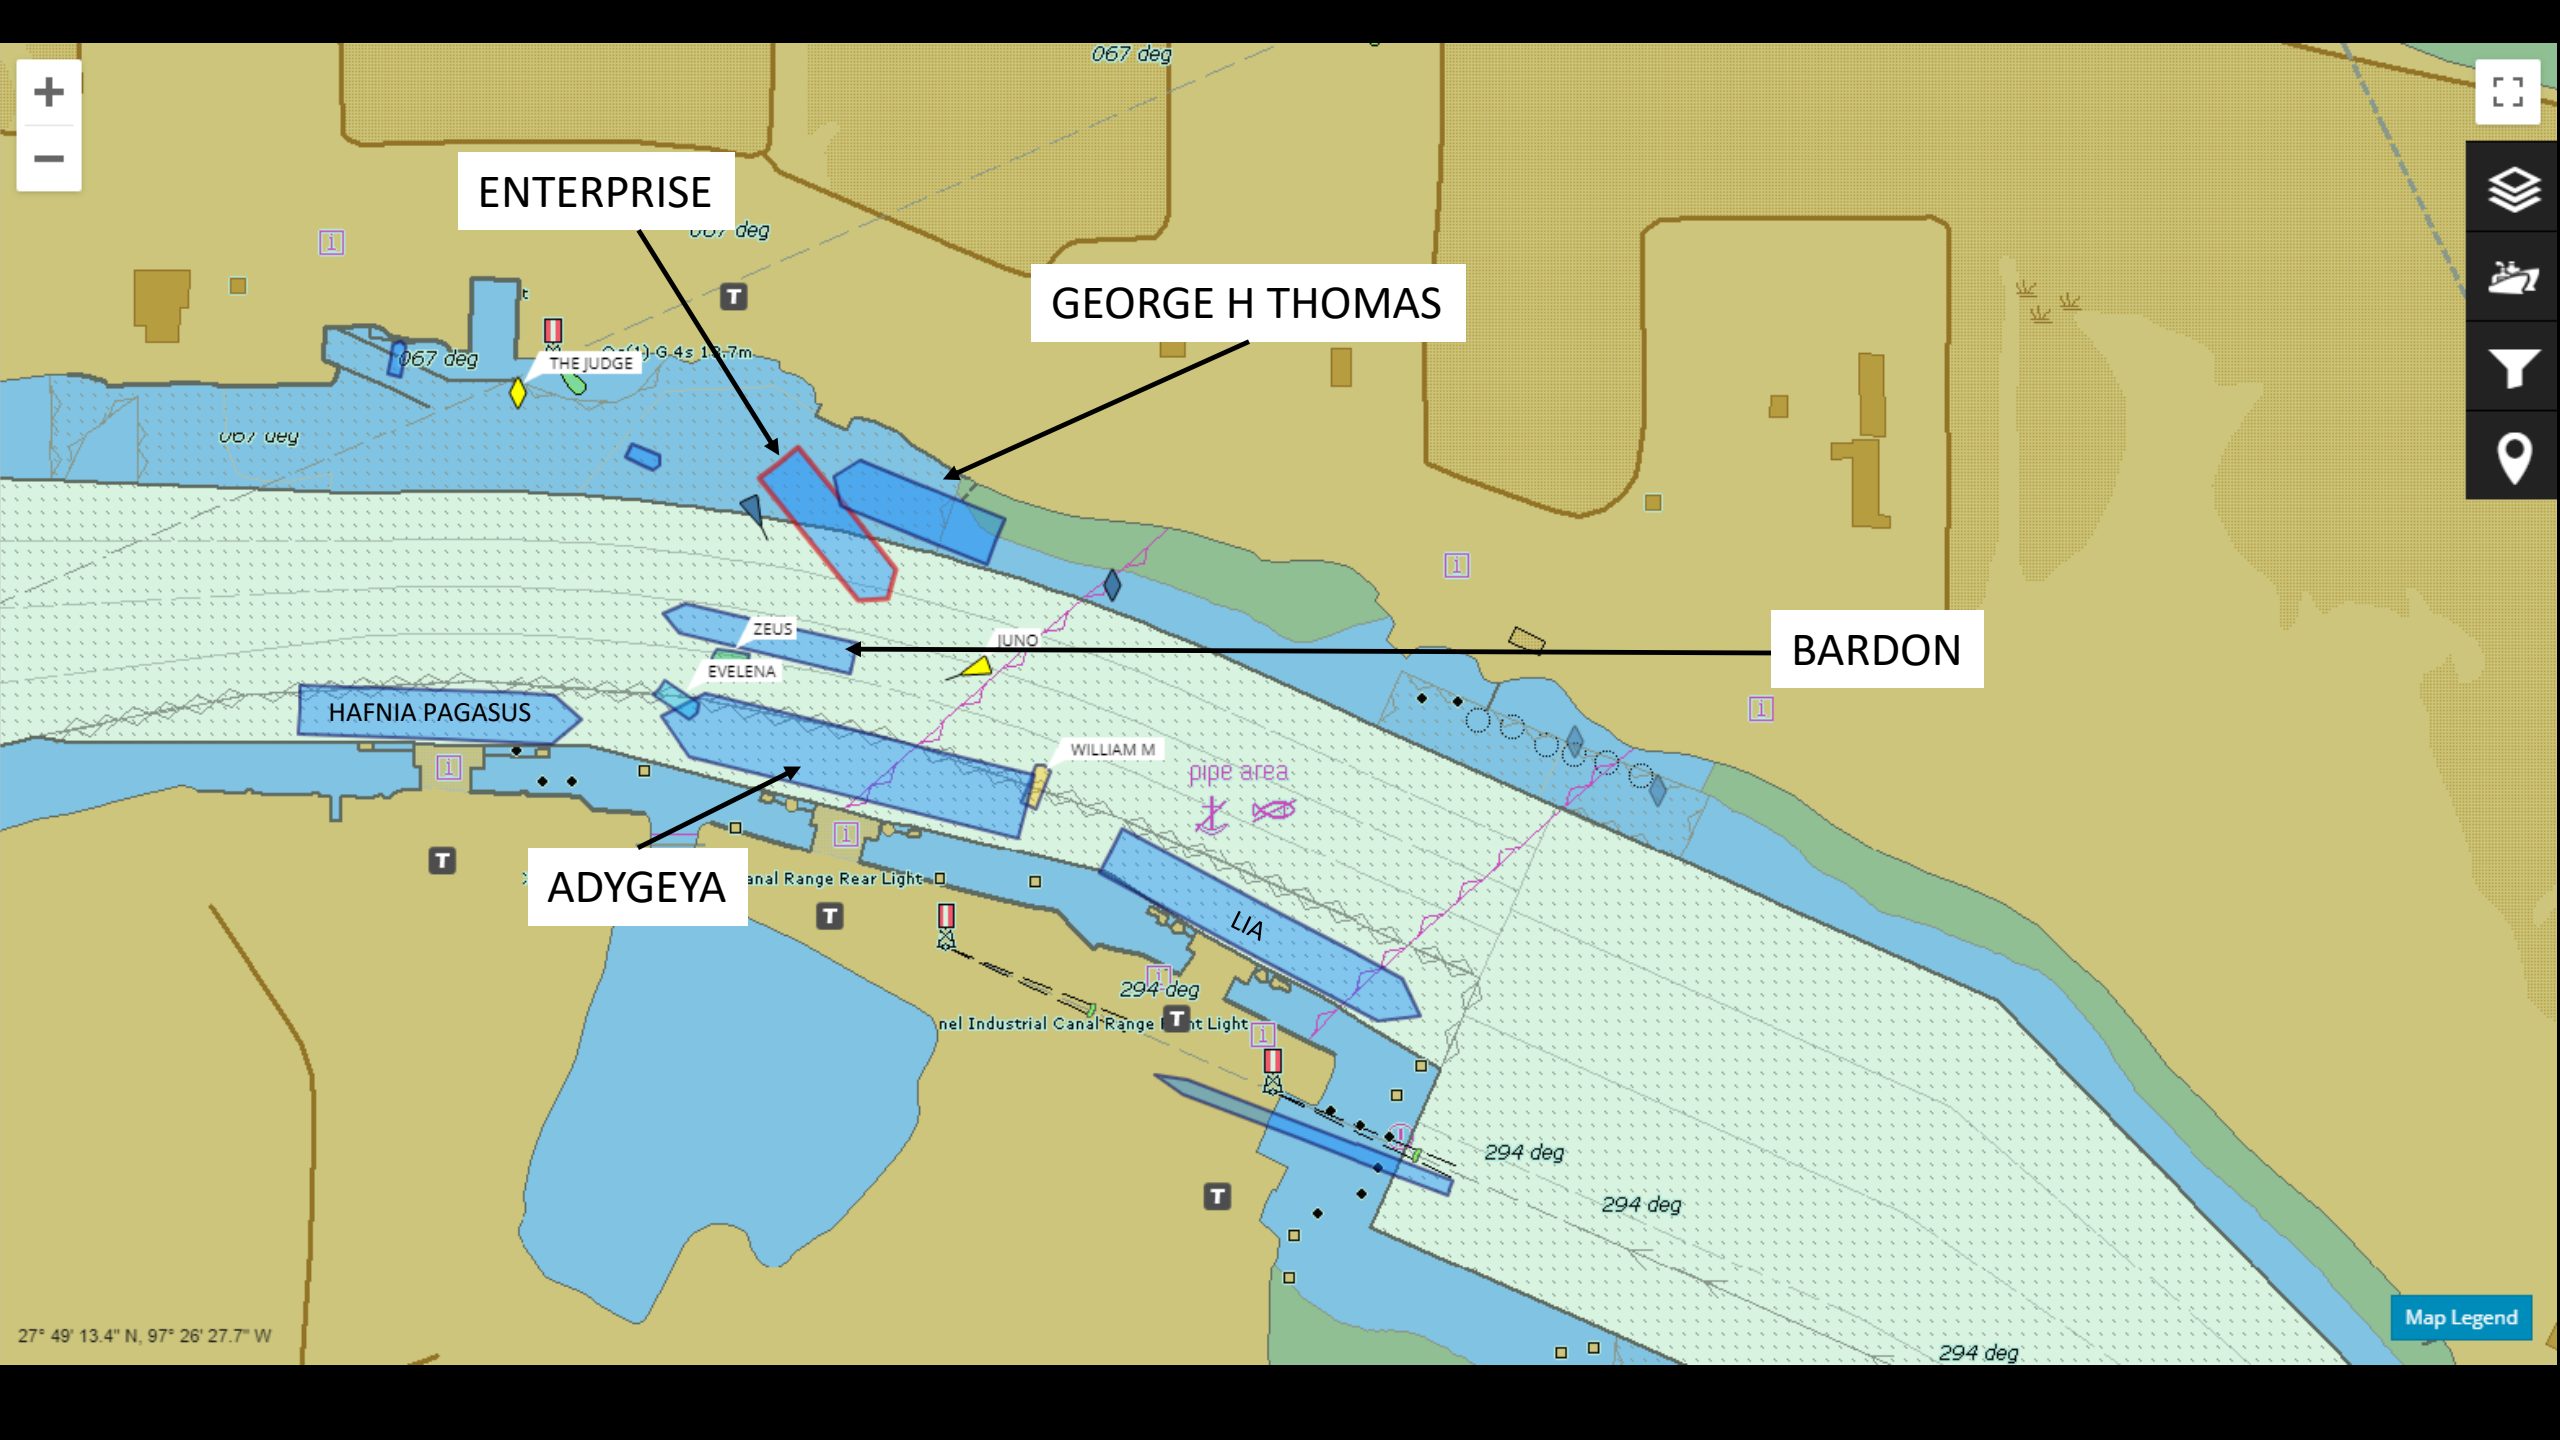 067 deg
ENTERPRISE
deg
GEORGE H THOMAS
T
THE JUDGE
067 deg
067 deg
ZEUS
JUNO
BARDON
EVELENA
HAFNIA PAGASUS
WILLIAM M
pipe area
ADYGEYA
anal Range Rear Light
LIA
T
T
294 deg
nel Industrial Canal Range
T
nt Light
294 deg
T
294 deg
Map Legend
27° 49' 13.4" N, 97° 26' 27.7" W
294 deg